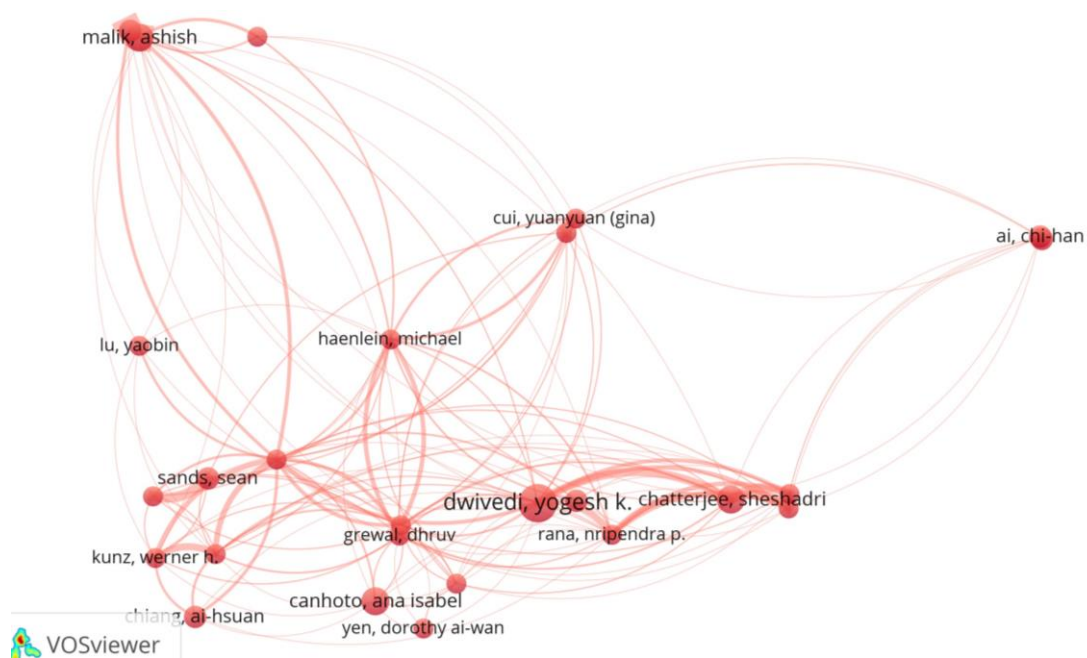 malik, ashish
cui, yuanyuan (gina)
ai, chi-han
lu, yaobin
haenlein, michael
sands, sean
dwivedi, yogesh k.
chatterjee, sheshadri
grewal, dhruv
rana, nripendra p.
kunz, werner h.
canhoto, ana isabel
chiang, ai-hsuan
yen, dorothy ai-wan
VOSviewer